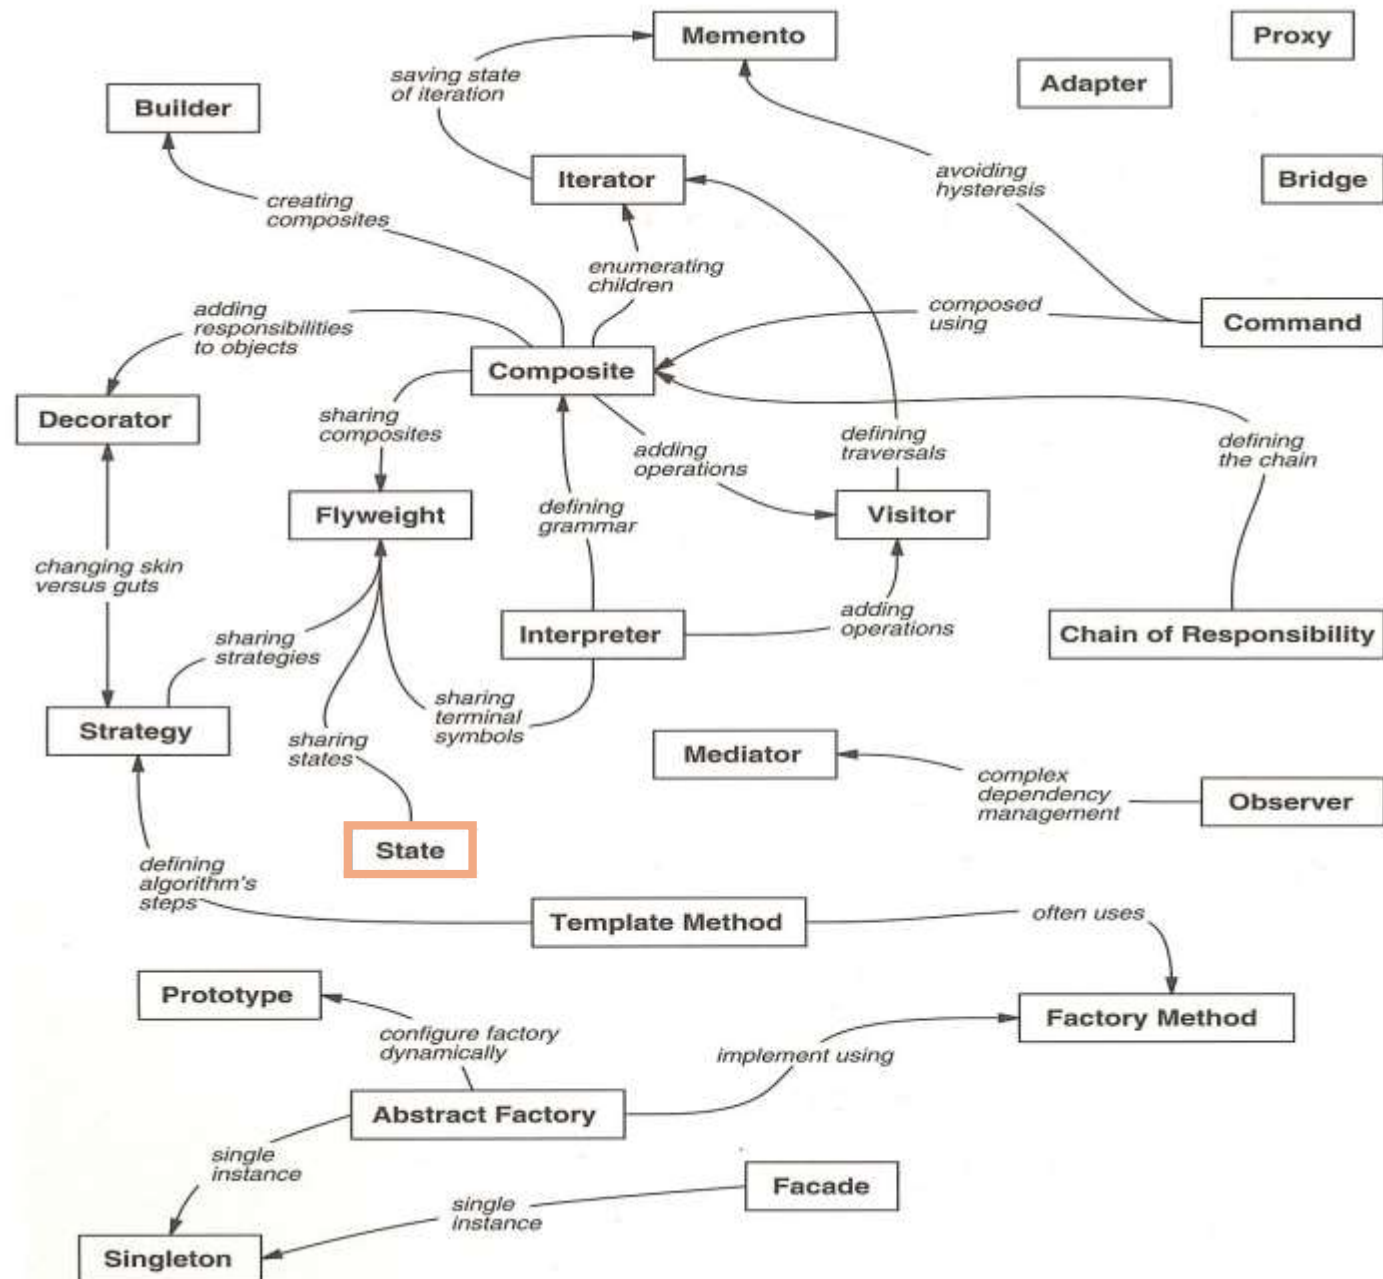 Memento
Proxy
Adapter
saving state
of iteration
Builder
avoiding
hysteresis
Iterator
Bridge
creating
composites
enumerating
children
adding
responsibilities
to objects
composed
using
Command
Composite
Decorator
sharing
composites
adding
operations
defining
traversals
defining
the chain
Flyweight
defining
grammar
Visitor
changing skin
versus guts
sharing
strategies
Interpreter
adding
operations
Chain of Responsibility
sharing
terminal
symbols
Strategy
sharing
states
Mediator
complex
dependency
management
Observer
State
defining
algorithm's
steps
Template Method
often uses
Prototype
configure factory
dynamically
Factory Method
implement using
Abstract Factory
single
instance
Facade
single
instance
Singleton